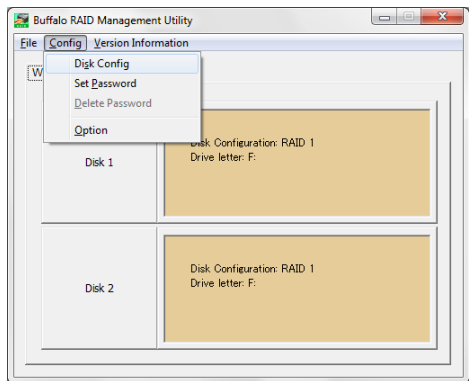 Buffalo RAID Management Utility
File Config Version Information
W
Disk Config
Set Password
Delete Password
Option
Disk 1
Disk Configuration: RAID 1
Drive letter: F:
Disk 2
Disk Configuration: RAID 1
Drive letter: F: